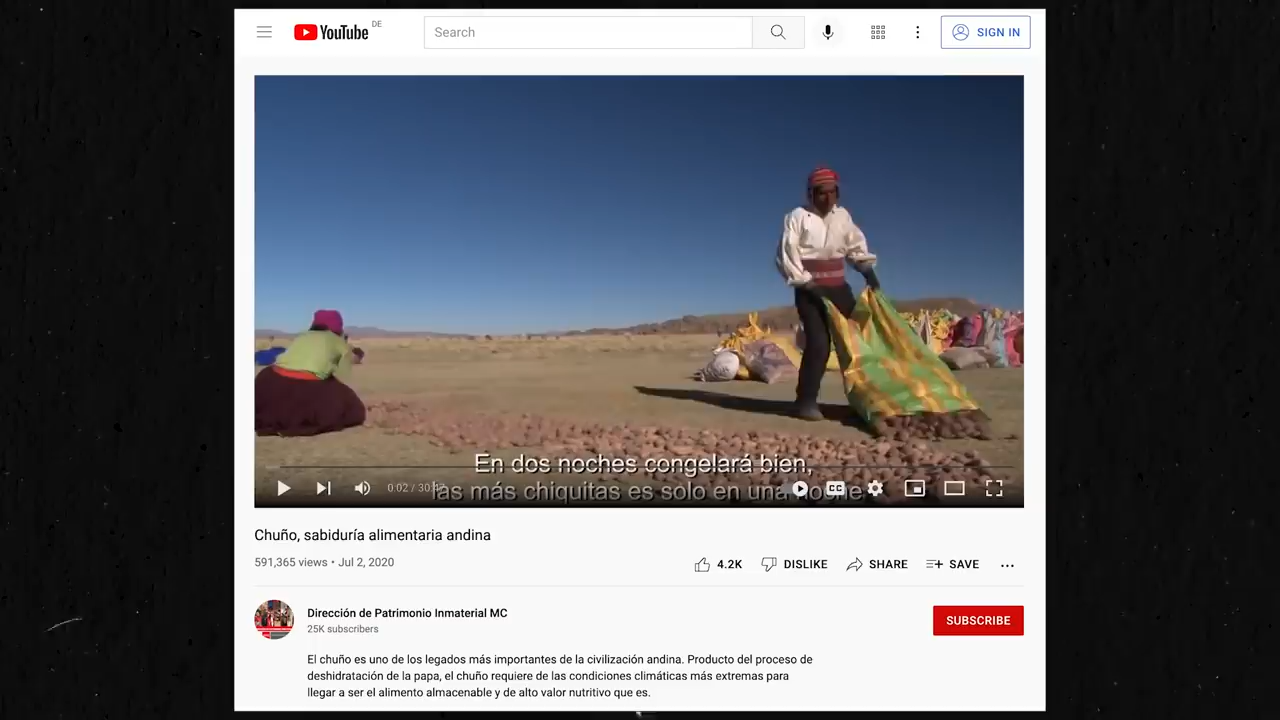 YouTube DE
Search
SIGN IN
En dos noches congelará bien,
las más chiquitas es solo en una noche
0:02 / 30:
CC
Chuño, sabiduría alimentaria andina
591,365 views • Jul 2, 2020
4.2K DISLIKE SHARE SAVE
Dirección de Patrimonio Inmaterial MC
25K subscribers
SUBSCRIBE
El chuño es uno de los legados más importantes de la civilización andina. Producto del proceso de
deshidratación de la papa, el chuño requiere de las condiciones climáticas más extremas para
llegar a ser el alimento almacenable y de alto valor nutritivo que es.